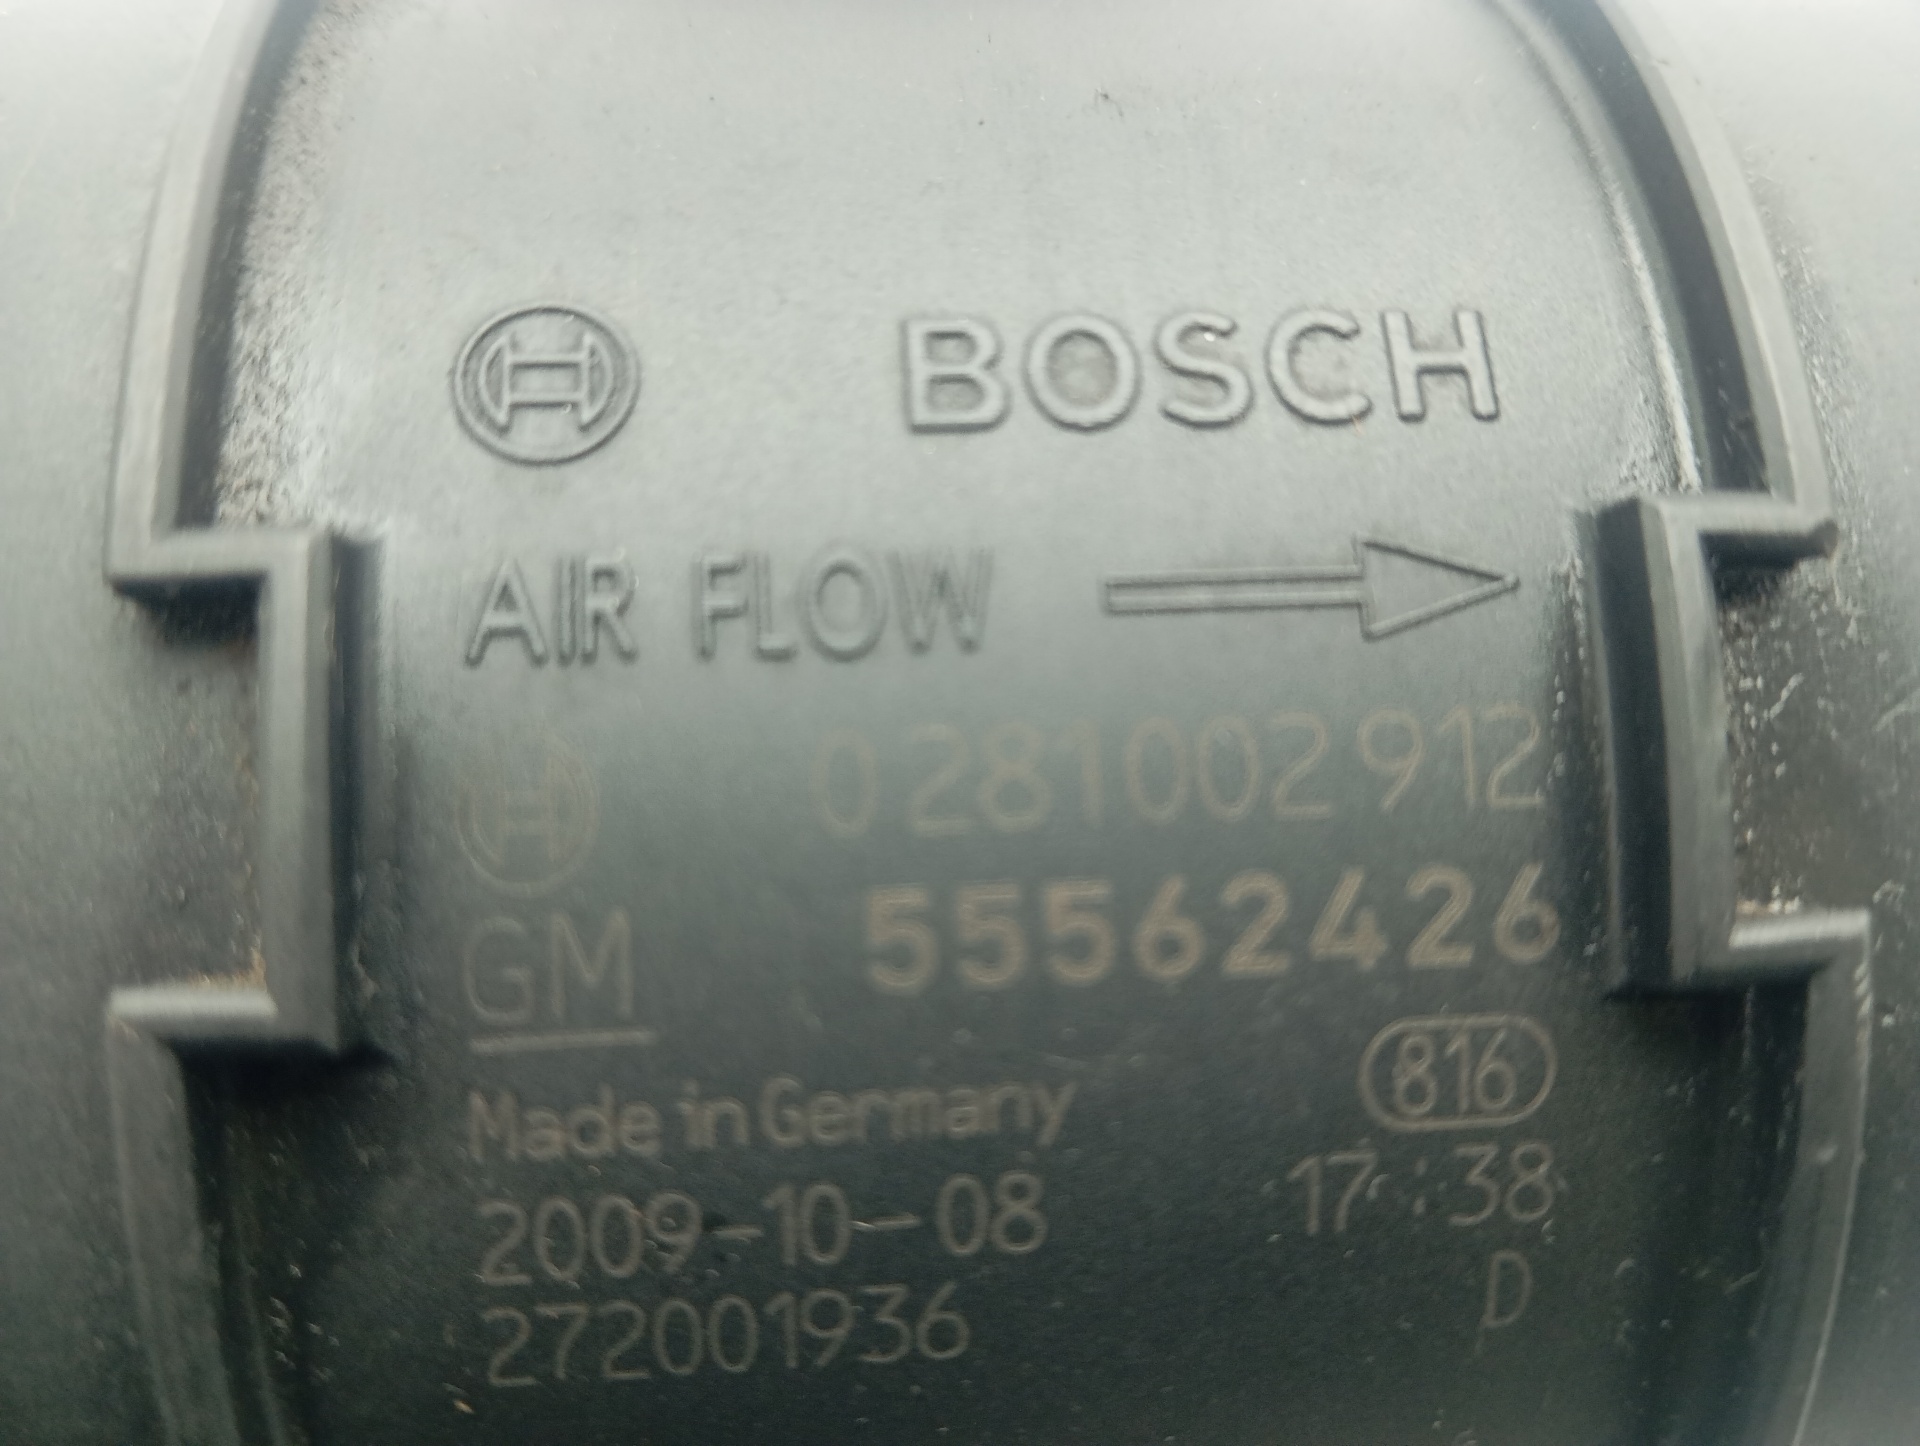 BOSCH
AIR FLOW
0281002912
GM 55562426
816
Made in Germany
2009-10-08 17:38
272001936 D